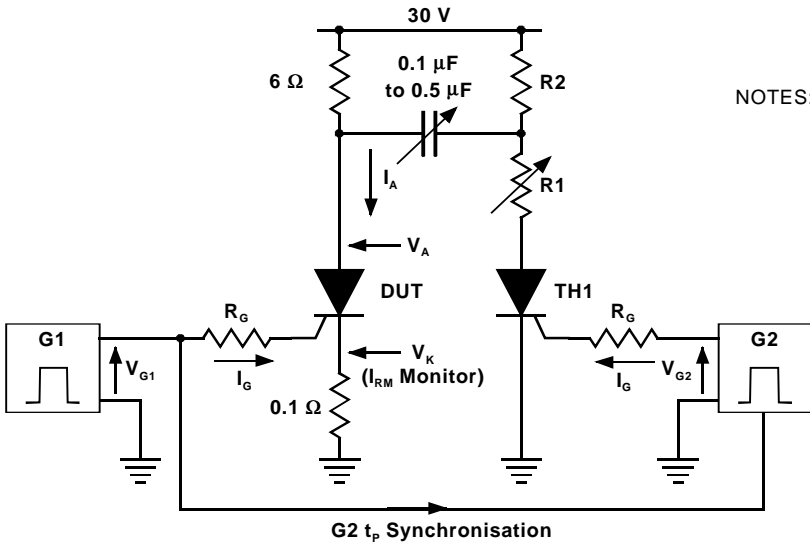 30 V
0.1 μF
to 0.5 μF
6 Ω
R2
NOTES:
I_A
R1
V_A
DUT
TH1
G1
R_G
R_G
G2
V_G1
I_G
V_K
(I_RM Monitor)
I_G
V_G2
0.1 Ω
G2 t_P Synchronisation